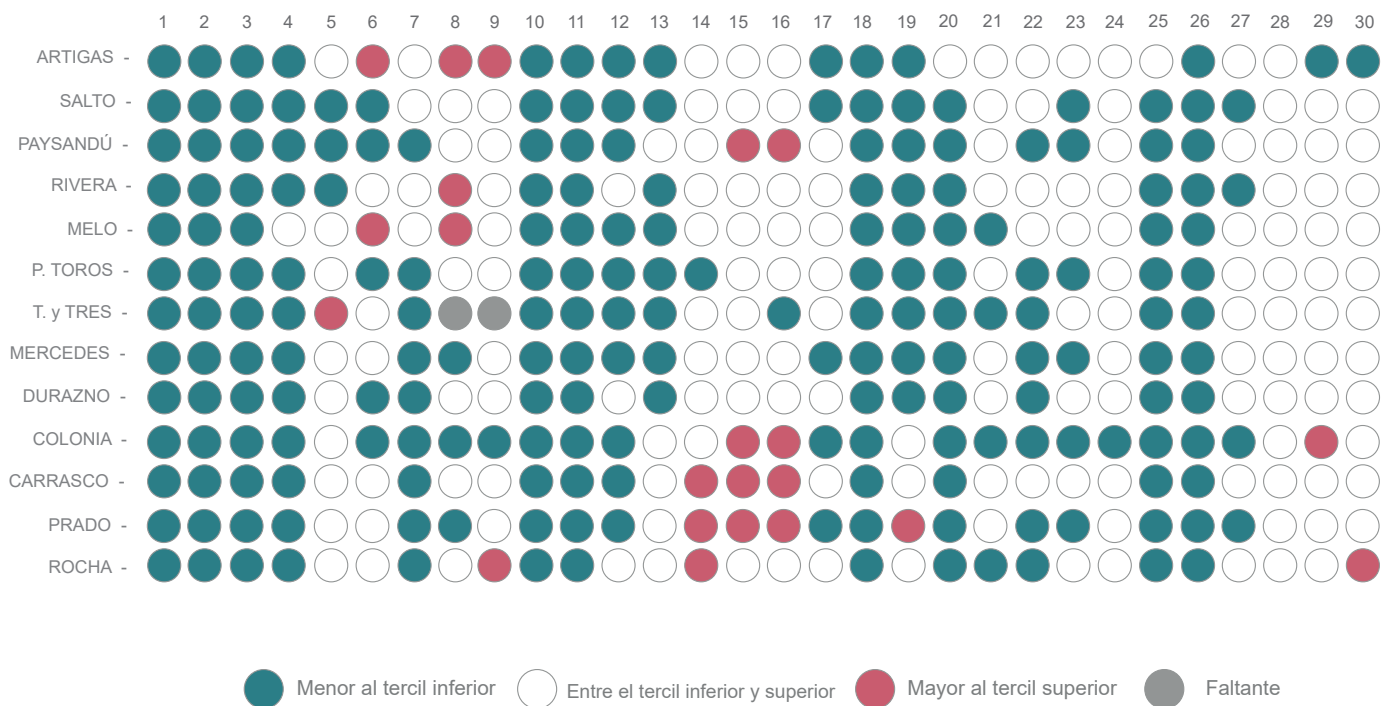 1 2 3 4 5 6 7 8 9 10 11 12 13 14 15 16 17 18 19 20 21 22 23 24 25 26 27 28 29 30
ARTIGAS -
SALTO -
PAYSANDÚ -
RIVERA -
MELO -
P. TOROS -
T. y TRES -
MERCEDES -
DURAZNO -
COLONIA -
CARRASCO -
PRADO -
ROCHA -
Menor al tercil inferior Entre el tercil inferior y superior Mayor al tercil superior Faltante